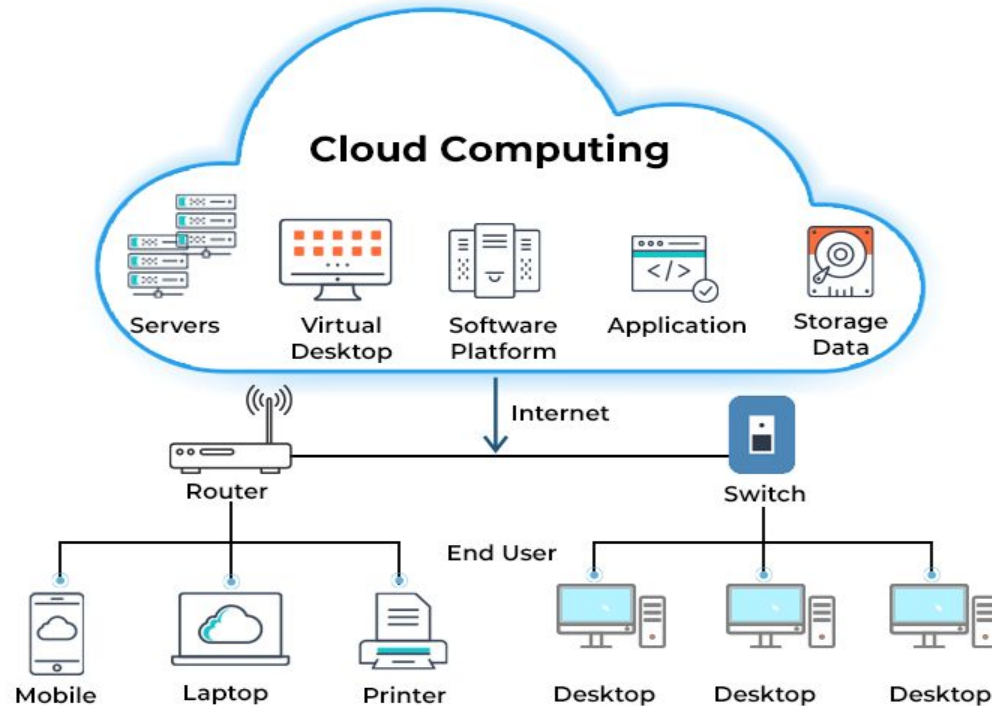 Cloud Computing
Servers
Virtual
Desktop
Software
Platform
Application
Storage
Data
Internet
Router
Switch
End User
Mobile
Laptop
Printer
Desktop
Desktop
Desktop